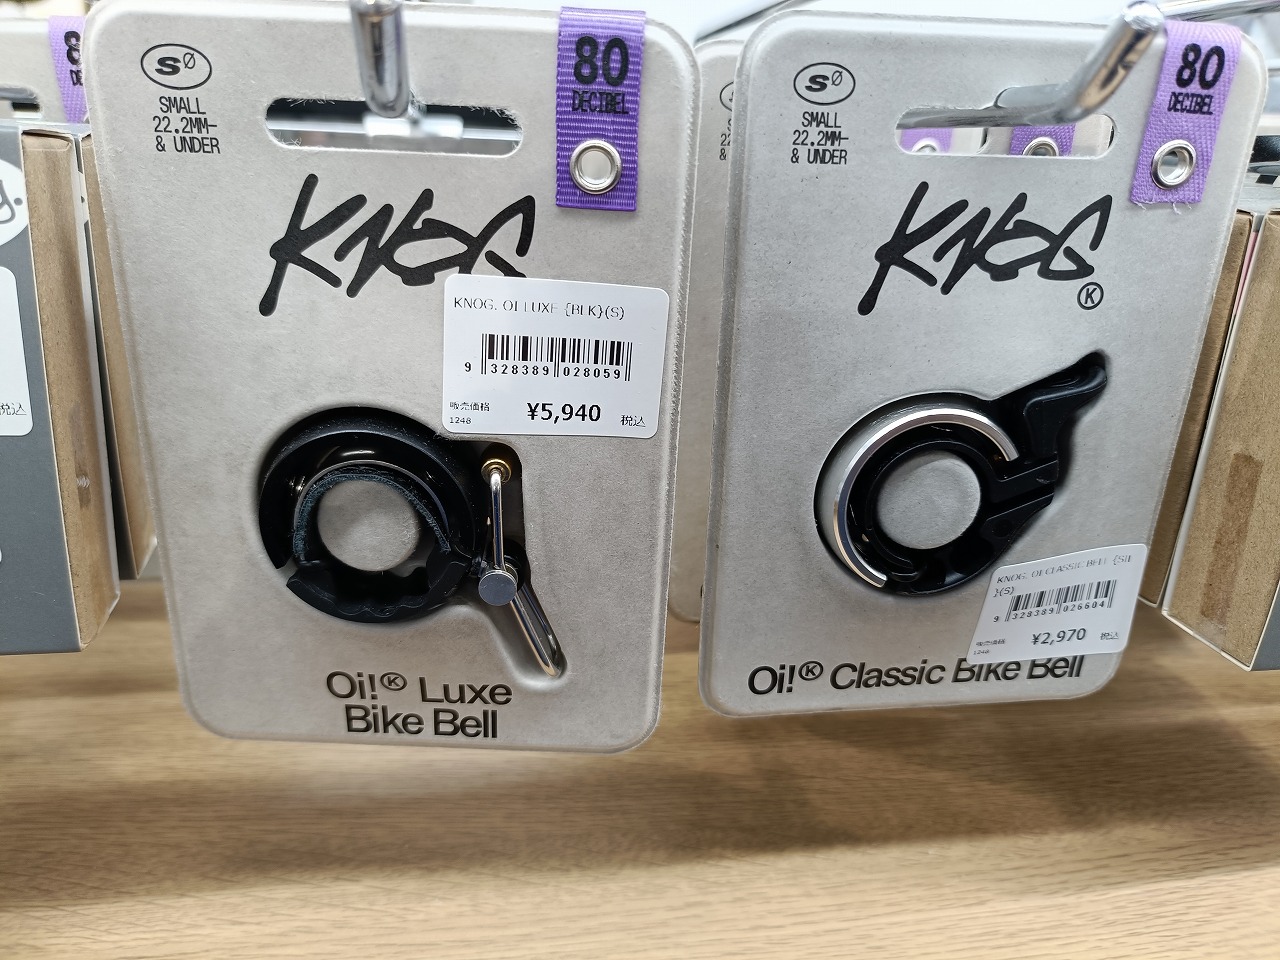 S⌀
SMALL
22.2MM-
& UNDER
80
DECIBEL
KNOG
KNOG. OI LUXE {BLK}(S)
9 328389 028059
販売価格
1248
¥5,940 税込
Oi!Ⓚ Luxe
Bike Bell
S⌀
SMALL
22.2MM-
& UNDER
80
DECIBEL
KNOG
Ⓚ
KNOG. OI CLASSIC BELL {SIL
}(S)
9 328389 026604
販売価格
1248
¥2,970 税込
Oi!Ⓚ Classic Bike Bell
税込